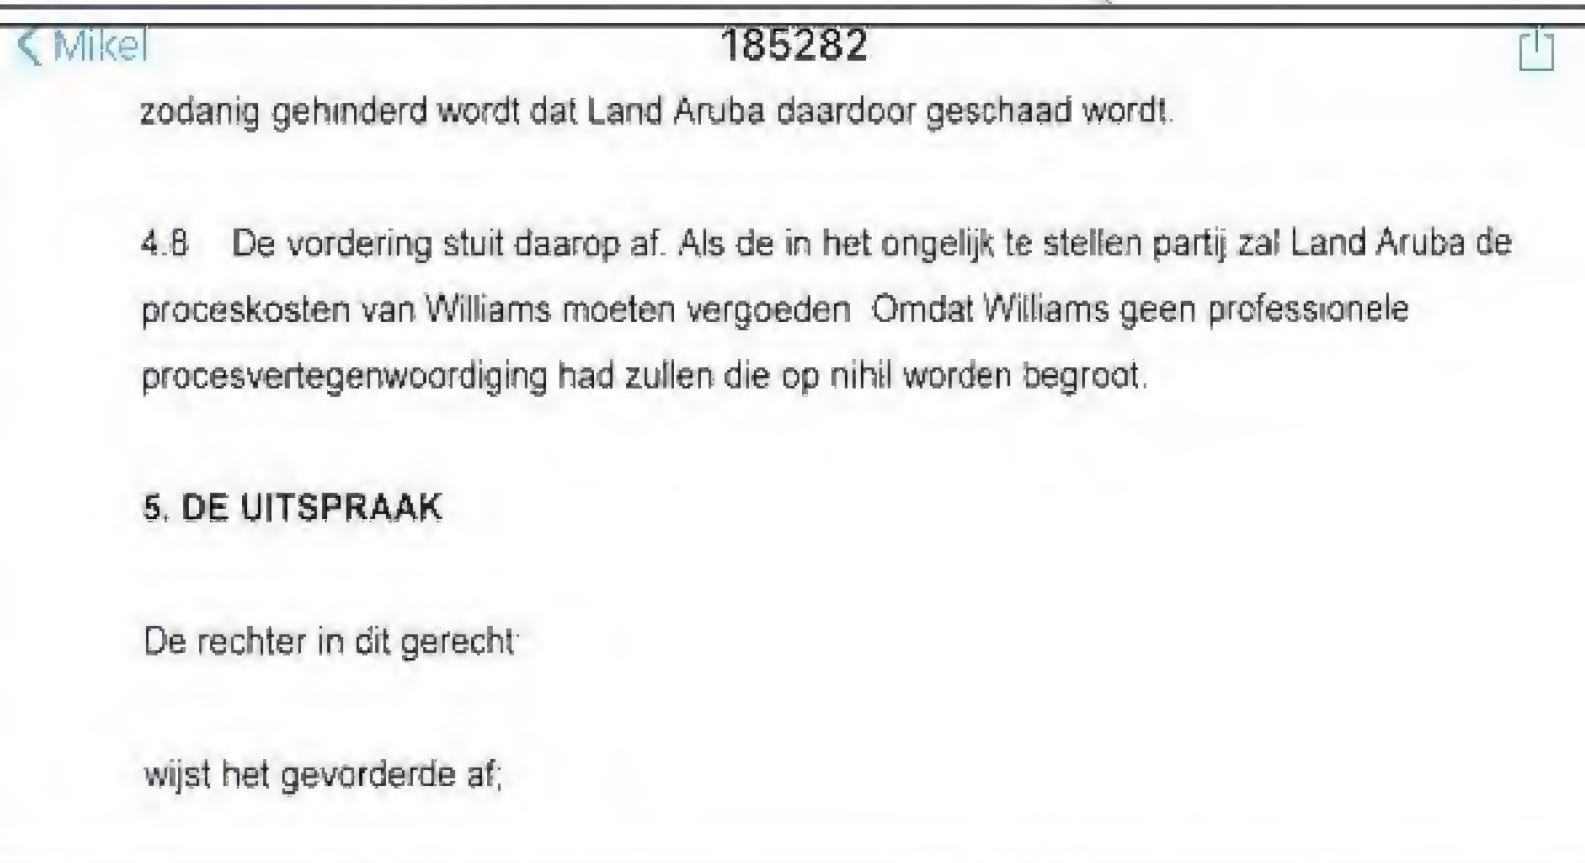 Mikel
185282
zodanig gehinderd wordt dat Land Aruba daardoor geschaad wordt.
4.8 De vordering stuit daarop af. Als de in het ongelijk te stellen partij zal Land Aruba de
proceskosten van Williams moeten vergoeden Omdat Williams geen professionele
procesvertegenwoordiging had zullen die op nihil worden begroot.
5. DE UITSPRAAK
De rechter in dit gerecht:
wijst het gevorderde af;